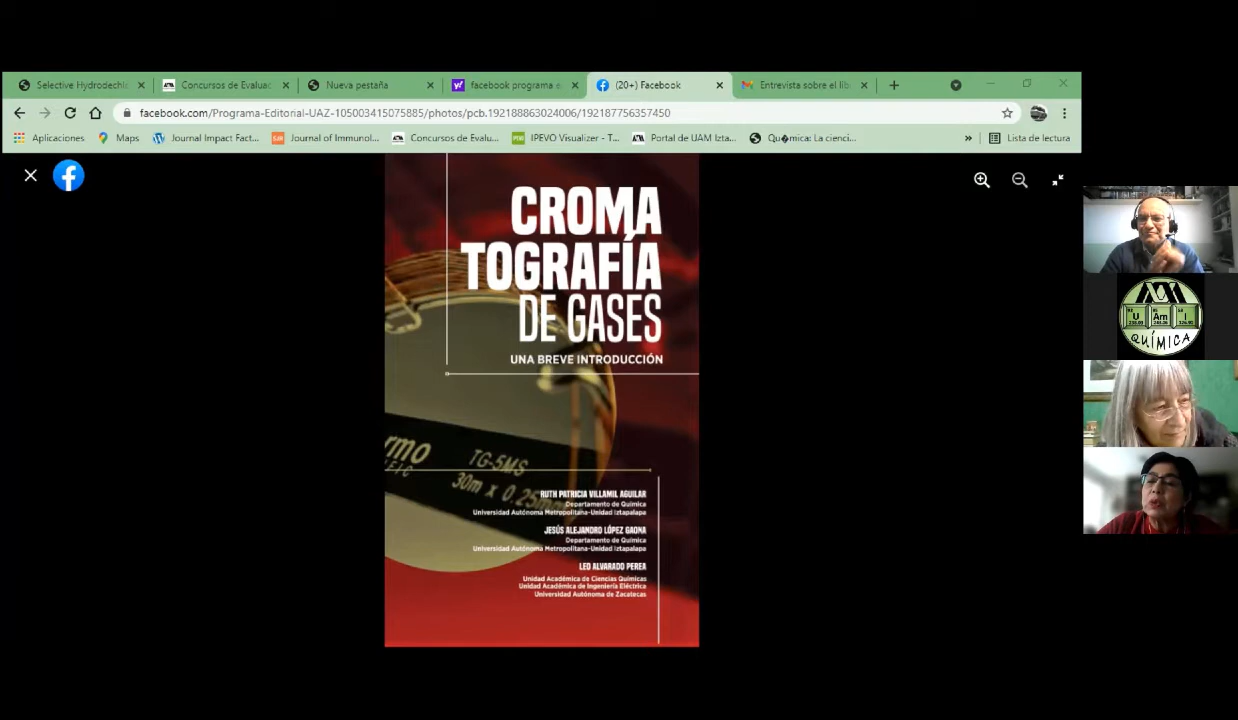 Selective Hydrodechlo
Concursos de Evaluac
Nueva pestaña
facebook programa e
(20+) Facebook
Entrevista sobre el lib
facebook.com/Programa-Editorial-UAZ-105003415075885/photos/pcb.192188863024006/192187756357450
Aplicaciones
Maps
Journal Impact Fact...
Journal of Immunol...
Concursos de Evalu...
IPEVO Visualizer - T...
Portal de UAM Izta...
Qu�mica: La cienci...
»
Lista de lectura
CROMA
TOGRAFÍA
DE GASES
UNA BREVE INTRODUCCIÓN
TG-5MS
30m x 0.25m
RUTH PATRICIA VILLAMIL AGUILAR
Departamento de Química
Universidad Autónoma Metropolitana-Unidad Iztapalapa
JESÚS ALEJANDRO LÓPEZ GAONA
Departamento de Química
Universidad Autónoma Metropolitana-Unidad Iztapalapa
LEO ALVARADO PEREA
Unidad Académica de Ciencias Químicas
Unidad Académica de Ingeniería Eléctrica
Universidad Autónoma de Zacatecas
U Am I
QUÍMICA